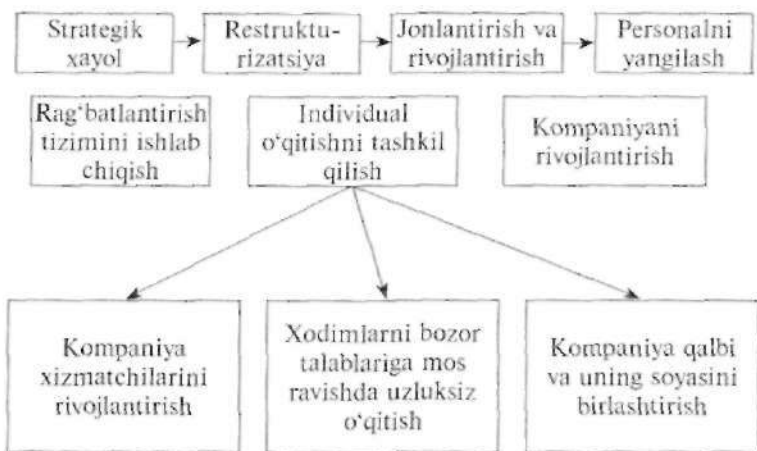 Strategik
xayol
Restruktu-
rizatsiya
Jonlantirish va
rivojlantirish
Personalni
yangilash
Rag‘batlantirish
tizimini ishlab
chiqish
Individual
o‘qitishni tashkil
qilish
Kompaniyani
rivojlantirish
Kompaniya
xizmatchilarini
rivojlantirish
Xodimlarni bozor
talablariga mos
ravishda uzluksiz
o‘qitish
Kompaniya qalbi
va uning soyasini
birlashtirish